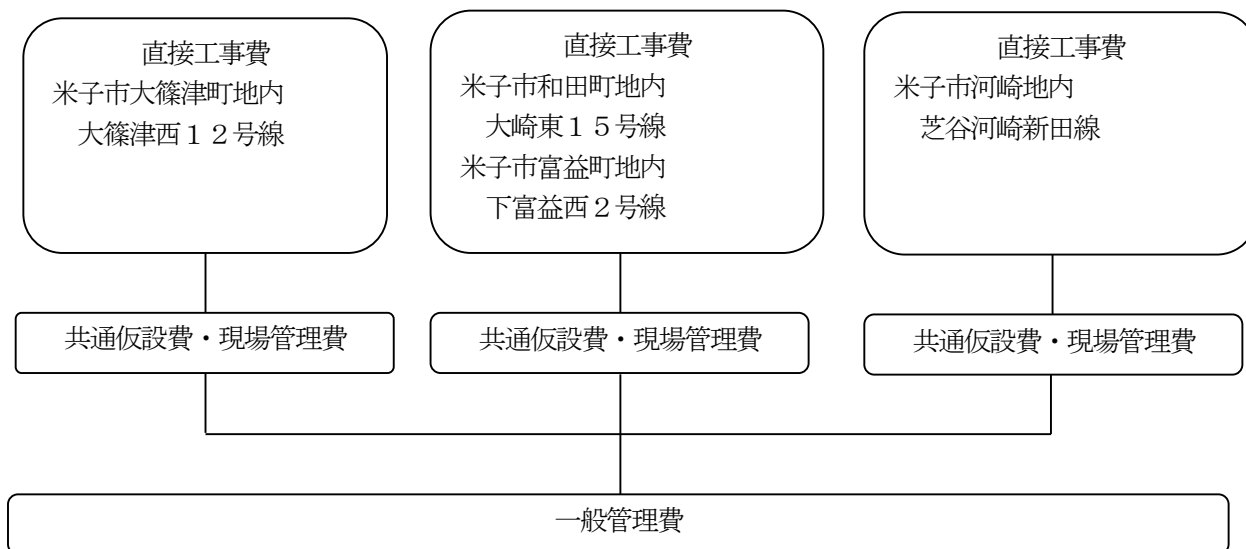 直接工事費
米子市大篠津町地内
大篠津西１２号線
直接工事費
米子市和田町地内
大崎東１５号線
米子市富益町地内
下富益西２号線
直接工事費
米子市河崎地内
芝谷河崎新田線
共通仮設費・現場管理費
共通仮設費・現場管理費
共通仮設費・現場管理費
一般管理費